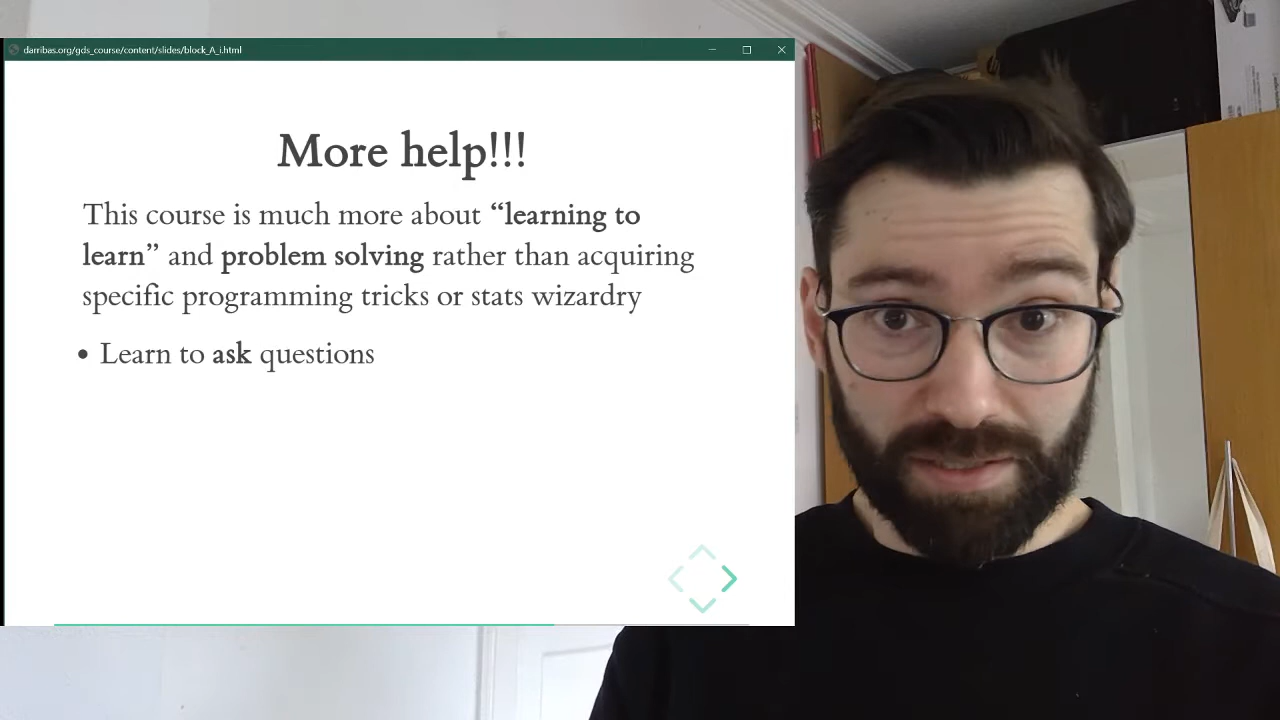 darribas.org/gds_course/content/slides/block_A_i.html
More help!!!
This course is much more about “learning to
learn” and problem solving rather than acquiring
specific programming tricks or stats wizardry
• Learn to ask questions